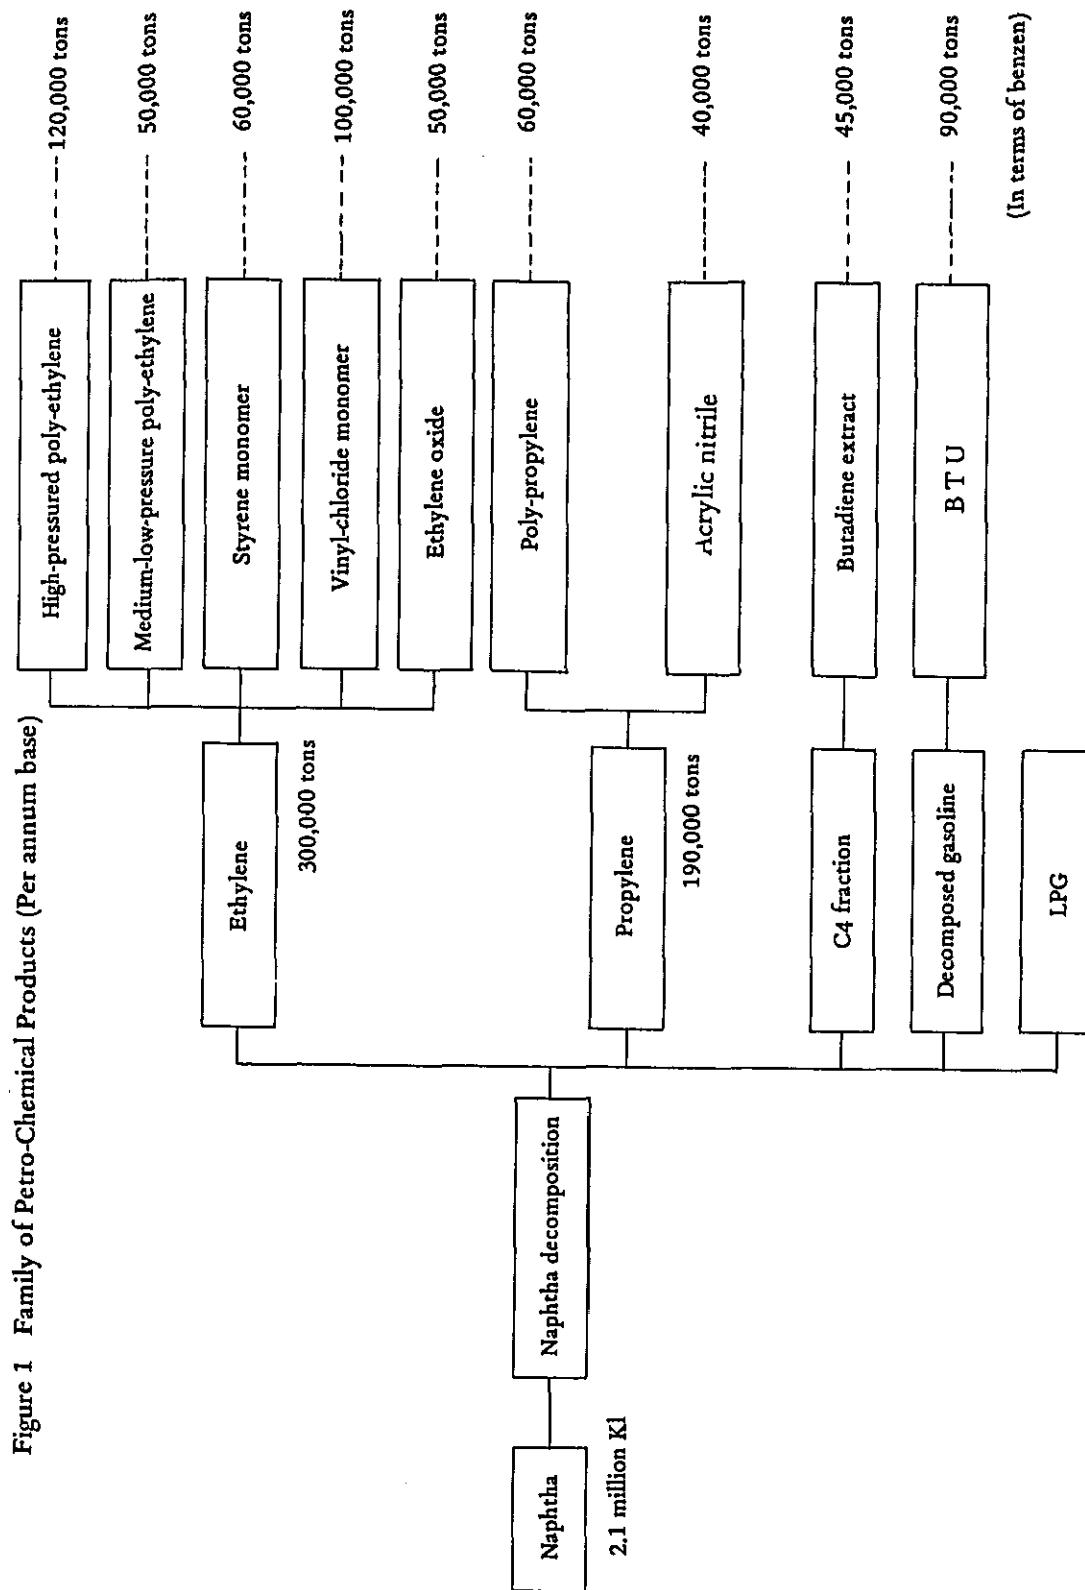 Figure 1 Family of Petro-Chemical Products (Per annum base)
Naphtha
2.1 million Kl
Naphtha decomposition
Ethylene
300,000 tons
Propylene
190,000 tons
C4 fraction
Decomposed gasoline
LPG
High-pressured poly-ethylene
120,000 tons
Medium-low-pressure poly-ethylene
50,000 tons
Styrene monomer
60,000 tons
Vinyl-chloride monomer
100,000 tons
Ethylene oxide
50,000 tons
Poly-propylene
60,000 tons
Acrylic nitrile
40,000 tons
Butadiene extract
45,000 tons
B T U
90,000 tons
(In terms of benzen)